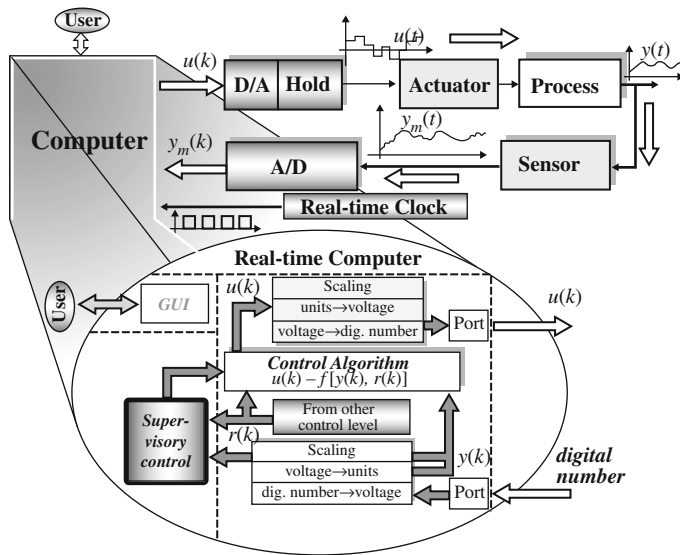 User
u(k)
u(t)
y(t)
D/A
Hold
Actuator
Process
Computer
y_m(k)
y_m(t)
A/D
Sensor
Real-time Clock
Real-time Computer
User
GUI
u(k)
Scaling
units→voltage
voltage→dig. number
Port
u(k)
Control Algorithm
u(k) – f [y(k), r(k)]
Super-
visory
control
From other
control level
r(k)
Scaling
voltage→units
dig. number→voltage
y(k)
Port
digital
number